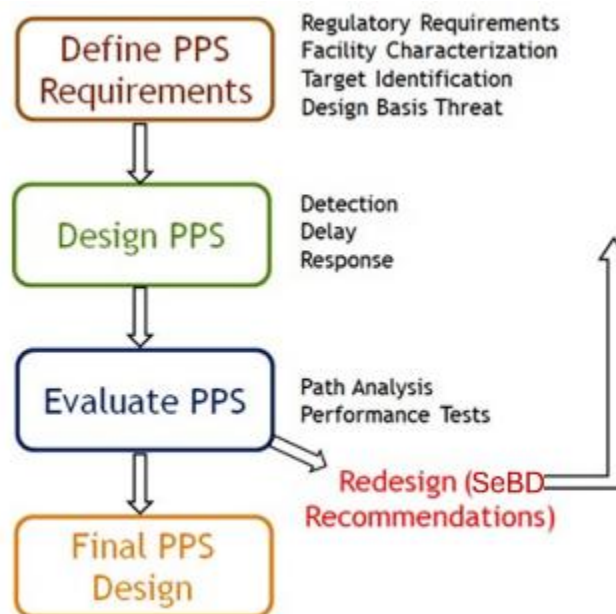 Define PPS
Requirements
Regulatory Requirements
Facility Characterization
Target Identification
Design Basis Threat
Design PPS
Detection
Delay
Response
Evaluate PPS
Path Analysis
Performance Tests
Redesign (SeBD
Recommendations)
Final PPS
Design